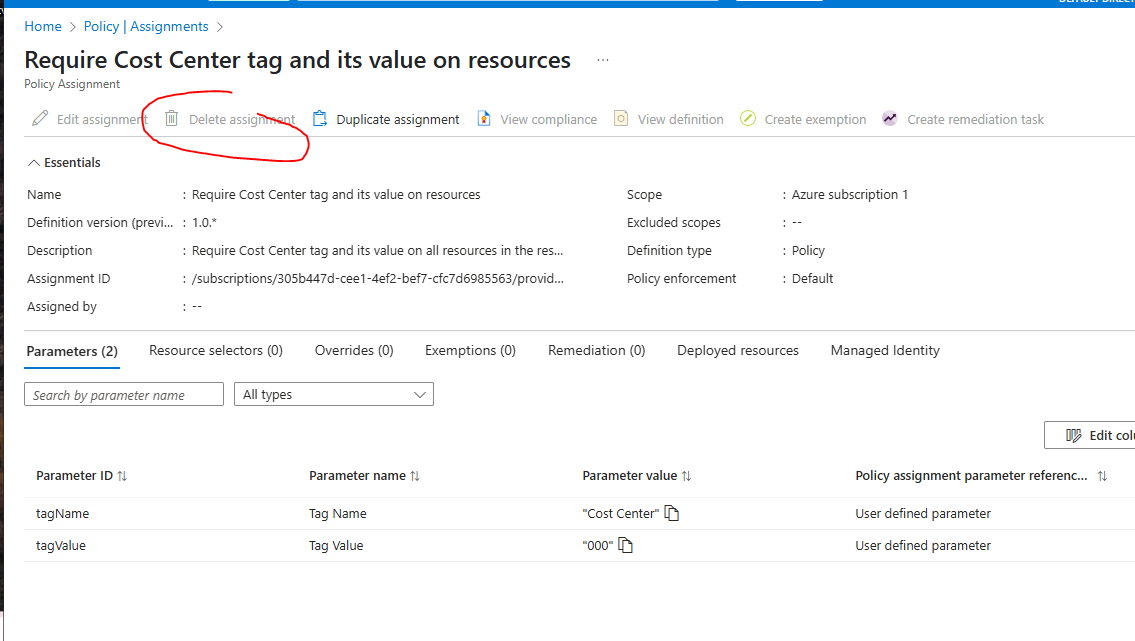 Home > Policy | Assignments >
Require Cost Center tag and its value on resources ...
Policy Assignment
Edit assignment Delete assignment Duplicate assignment View compliance View definition Create exemption Create remediation task
Essentials
Name : Require Cost Center tag and its value on resources Scope : Azure subscription 1
Definition version (previ... : 1.0.* Excluded scopes : --
Description : Require Cost Center tag and its value on all resources in the res... Definition type : Policy
Assignment ID : /subscriptions/305b447d-cee1-4ef2-bef7-cfc7d6985563/provid... Policy enforcement : Default
Assigned by : --
Parameters (2) Resource selectors (0) Overrides (0) Exemptions (0) Remediation (0) Deployed resources Managed Identity
Search by parameter name All types
Edit colu
Parameter ID Parameter name Parameter value Policy assignment parameter referenc...
tagName Tag Name "Cost Center" User defined parameter
tagValue Tag Value "000" User defined parameter